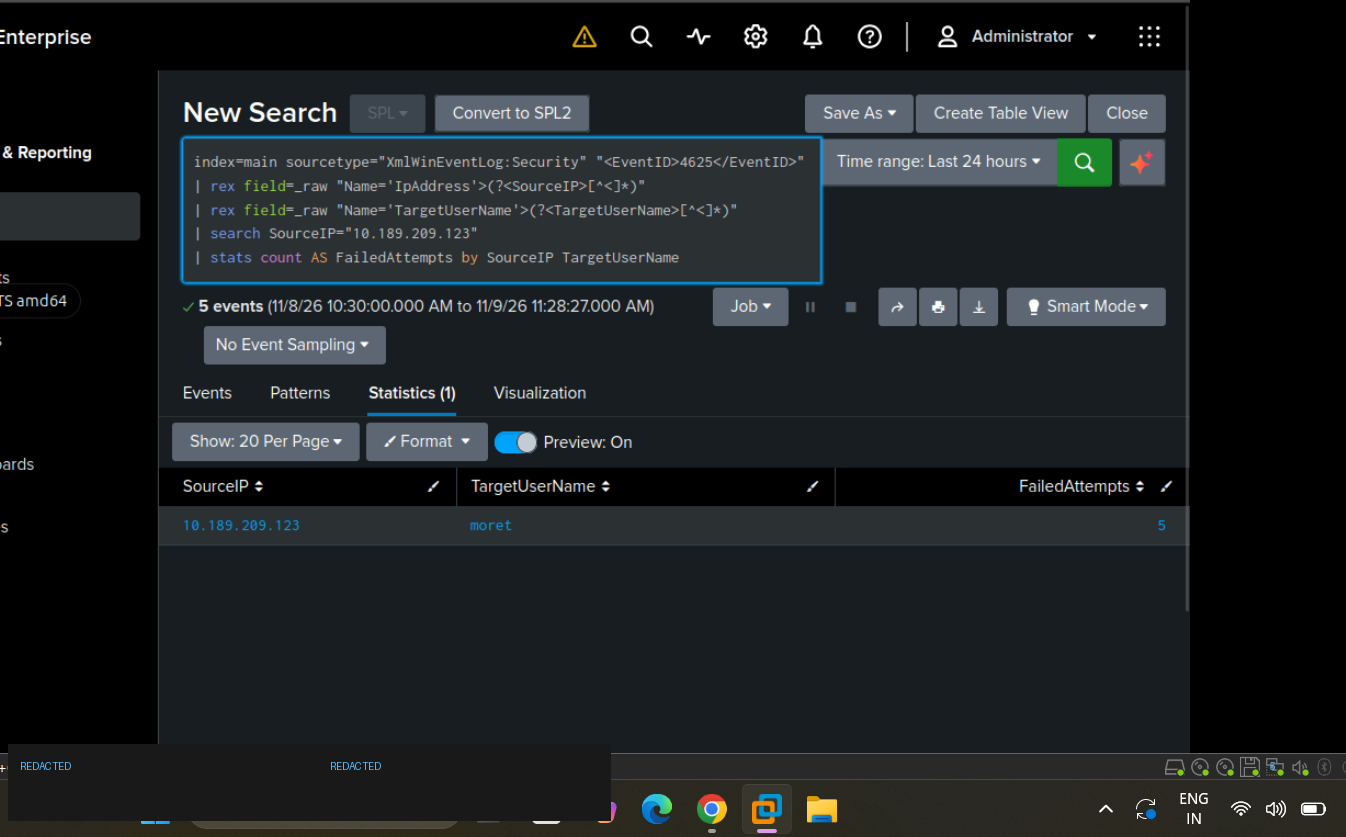 Enterprise
Administrator
& Reporting
New Search
SPL
Convert to SPL2
Save As
Create Table View
Close
index=main sourcetype="XmlWinEventLog:Security" "<EventID>4625</EventID>"
| rex field=_raw "Name='IpAddress'>(?<SourceIP>[^<]*)"
| rex field=_raw "Name='TargetUserName'>(?<TargetUserName>[^<]*)"
| search SourceIP="10.189.209.123"
| stats count AS FailedAttempts by SourceIP TargetUserName
Time range: Last 24 hours
ts
TS amd64
5 events (11/8/26 10:30:00.000 AM to 11/9/26 11:28:27.000 AM)
Job
Smart Mode
s
No Event Sampling
Events
Patterns
Statistics (1)
Visualization
Show: 20 Per Page
Format
Preview: On
oards
SourceIP
TargetUserName
FailedAttempts
s
10.189.209.123
moret
5
REDACTED
REDACTED
ENG
IN